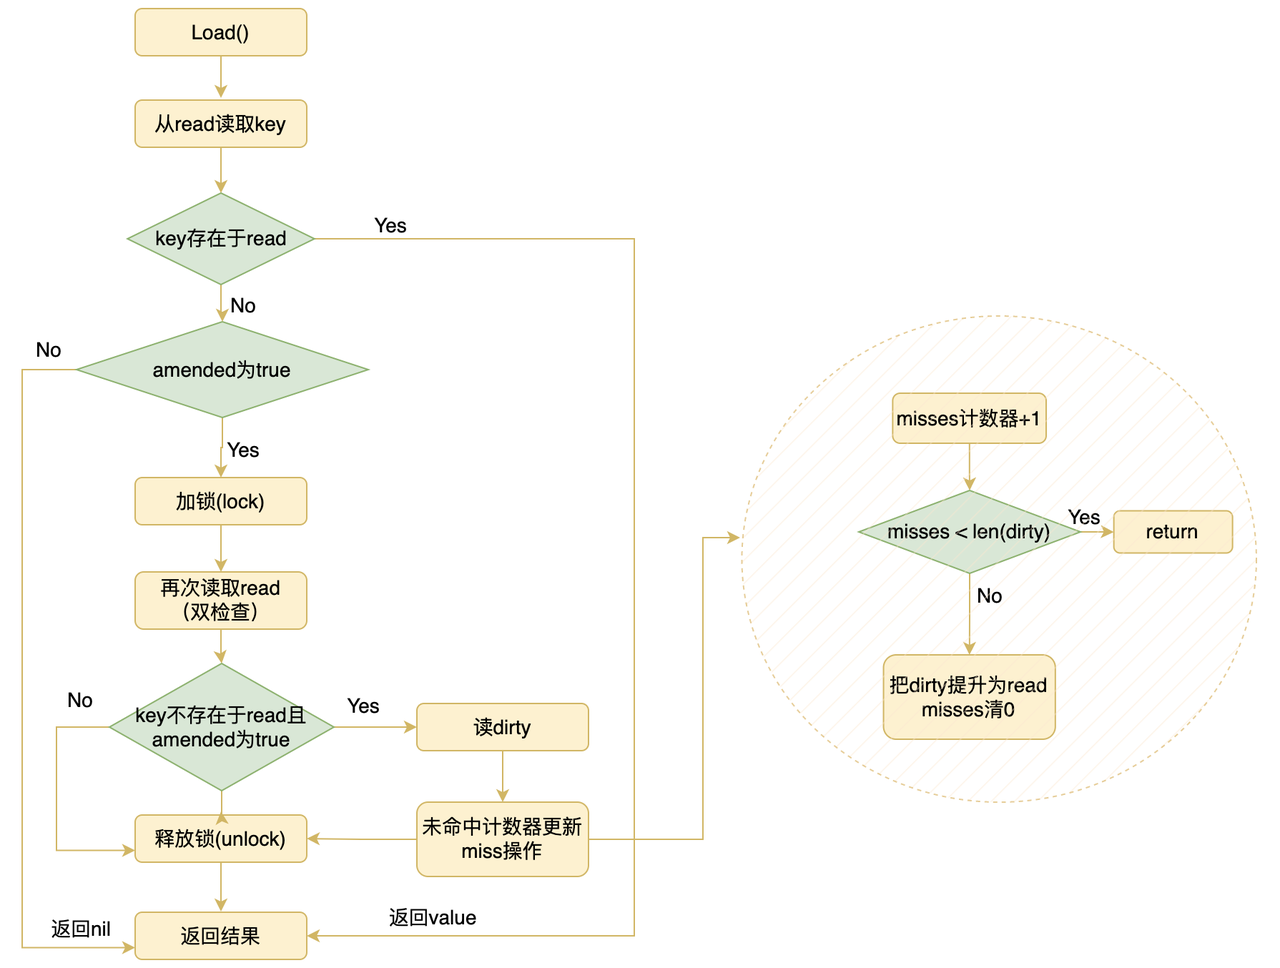 Load()
从read读取key
key存在于read
Yes
No
No
amended为true
Yes
加锁(lock)
再次读取read
（双检查）
No
key不存在于read且
amended为true
Yes
读dirty
未命中计数器更新
miss操作
释放锁(unlock)
返回nil
返回value
返回结果
misses计数器+1
misses < len(dirty)
Yes
return
No
把dirty提升为read
misses清0